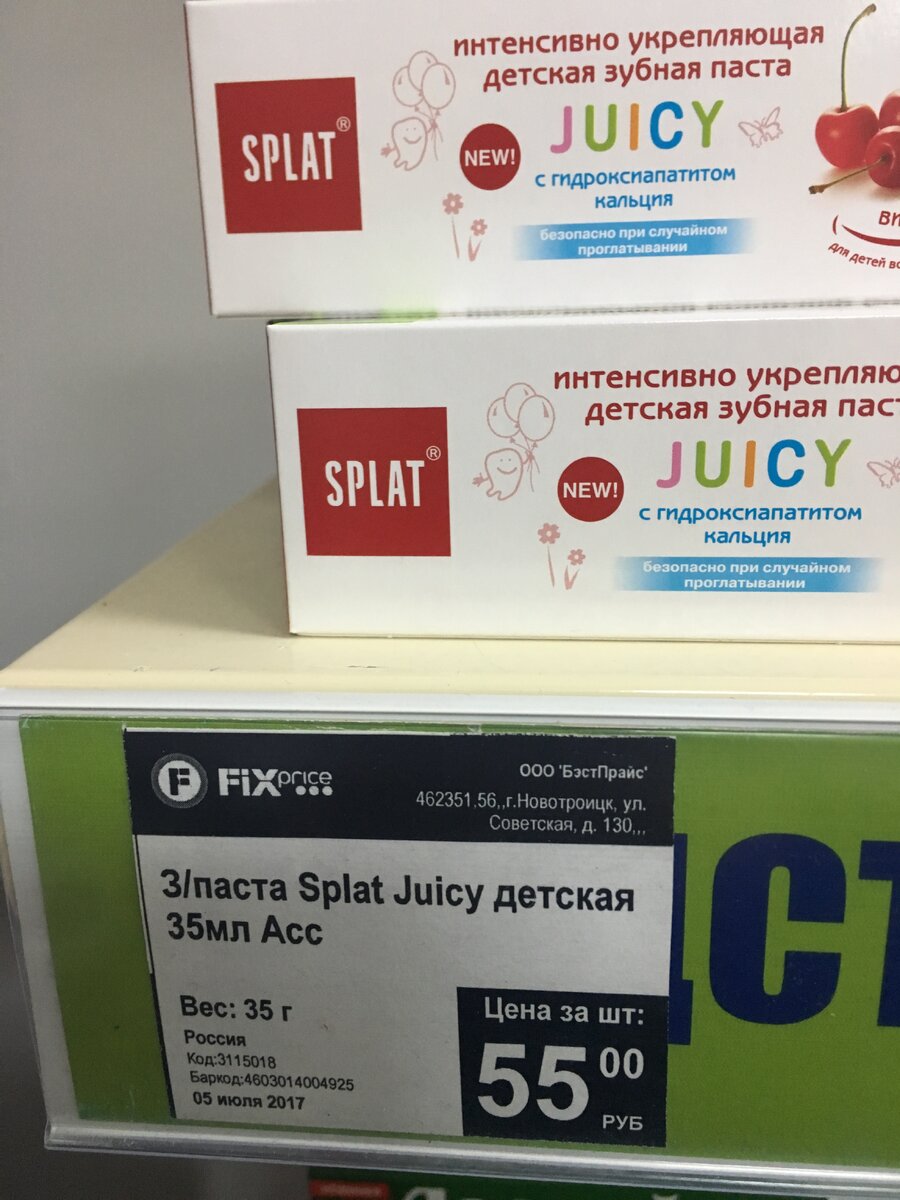 интенсивно укрепляющая
детская зубная паста
SPLAT®
NEW!
JUICY
с гидроксиапатитом
кальция
безопасно при случайном
проглатывании
для детей
интенсивно
детская зубная
SPLAT®
NEW!
JUICY
с гидроксиапатитом
кальция
безопасно при случайном
проглатывании
F FiXprice
ООО 'БэстПрайс'
462351,56,,г.Новотроицк, ул.
Советская, д. 130,,,
З/паста Splat Juicy детская
35мл Асс
Вес: 35 г
Россия
Код:3115018
Баркод:4603014004925
05 июля 2017
Цена за шт:
55 00
РУБ